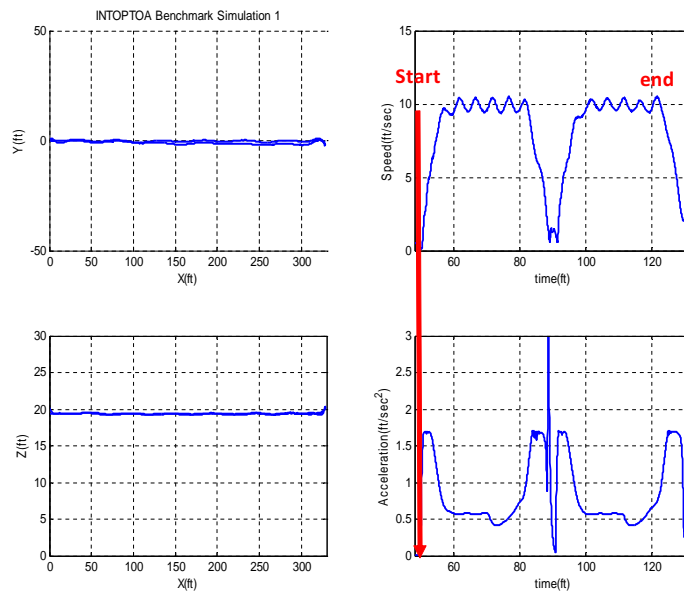 INTOPTOA Benchmark Simulation 1
50
0
-50
Y(ft)
0 50 100 150 200 250 300
X(ft)
Start
end
15
10
5
0
Speed(ft/sec)
60 80 100 120
time(ft)
30
25
20
15
10
5
0
Z(ft)
0 50 100 150 200 250 300
X(ft)
3
2.5
2
1.5
1
0.5
0
Acceleration(ft/sec2)
60 80 100 120
time(ft)